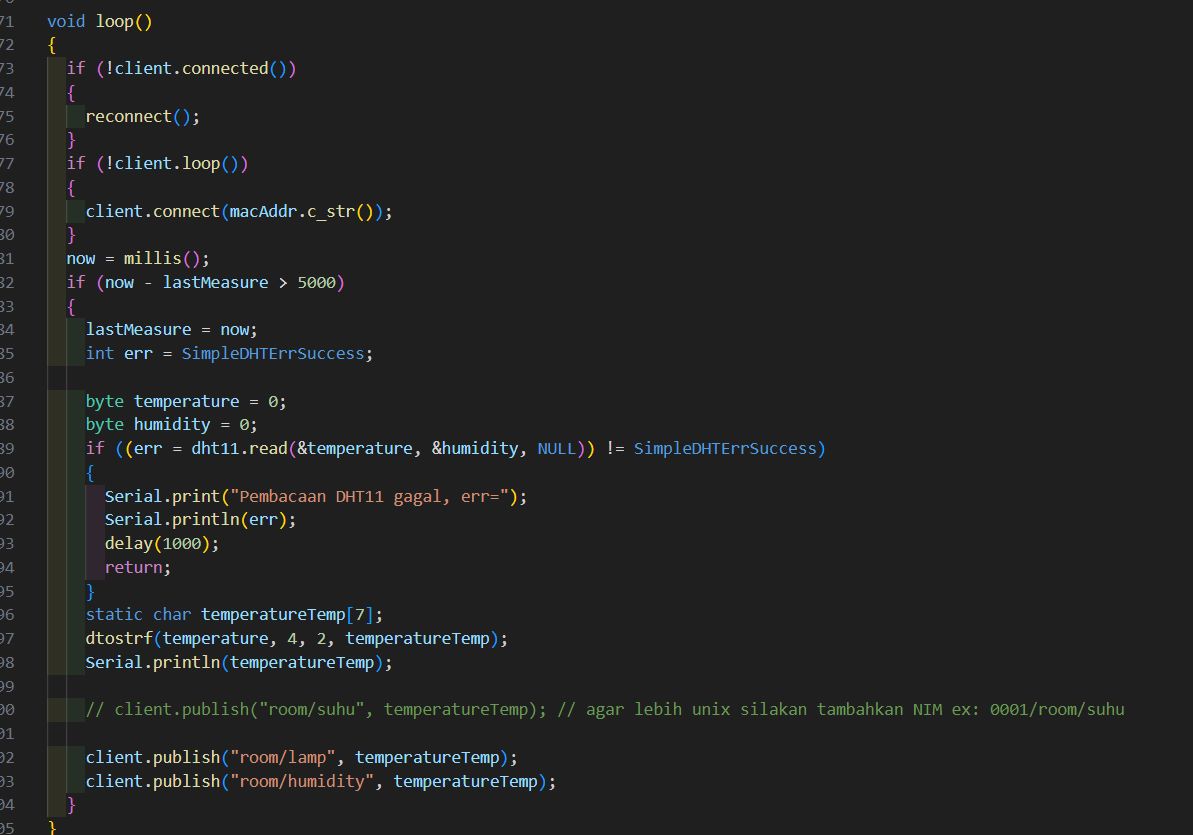 71 void loop()
72 {
73 if (!client.connected())
74 {
75 reconnect();
76 }
77 if (!client.loop())
78 {
79 client.connect(macAddr.c_str());
80 }
81 now = millis();
82 if (now - lastMeasure > 5000)
83 {
84 lastMeasure = now;
85 int err = SimpleDHTErrSuccess;
86
87 byte temperature = 0;
88 byte humidity = 0;
89 if ((err = dht11.read(&temperature, &humidity, NULL)) != SimpleDHTErrSuccess)
90 {
91 Serial.print("Pembacaan DHT11 gagal, err=");
92 Serial.println(err);
93 delay(1000);
94 return;
95 }
96 static char temperatureTemp[7];
97 dtostrf(temperature, 4, 2, temperatureTemp);
98 Serial.println(temperatureTemp);
99
00 // client.publish("room/suhu", temperatureTemp); // agar lebih unix silakan tambahkan NIM ex: 0001/room/suhu
01
02 client.publish("room/lamp", temperatureTemp);
03 client.publish("room/humidity", temperatureTemp);
04 }
05 }